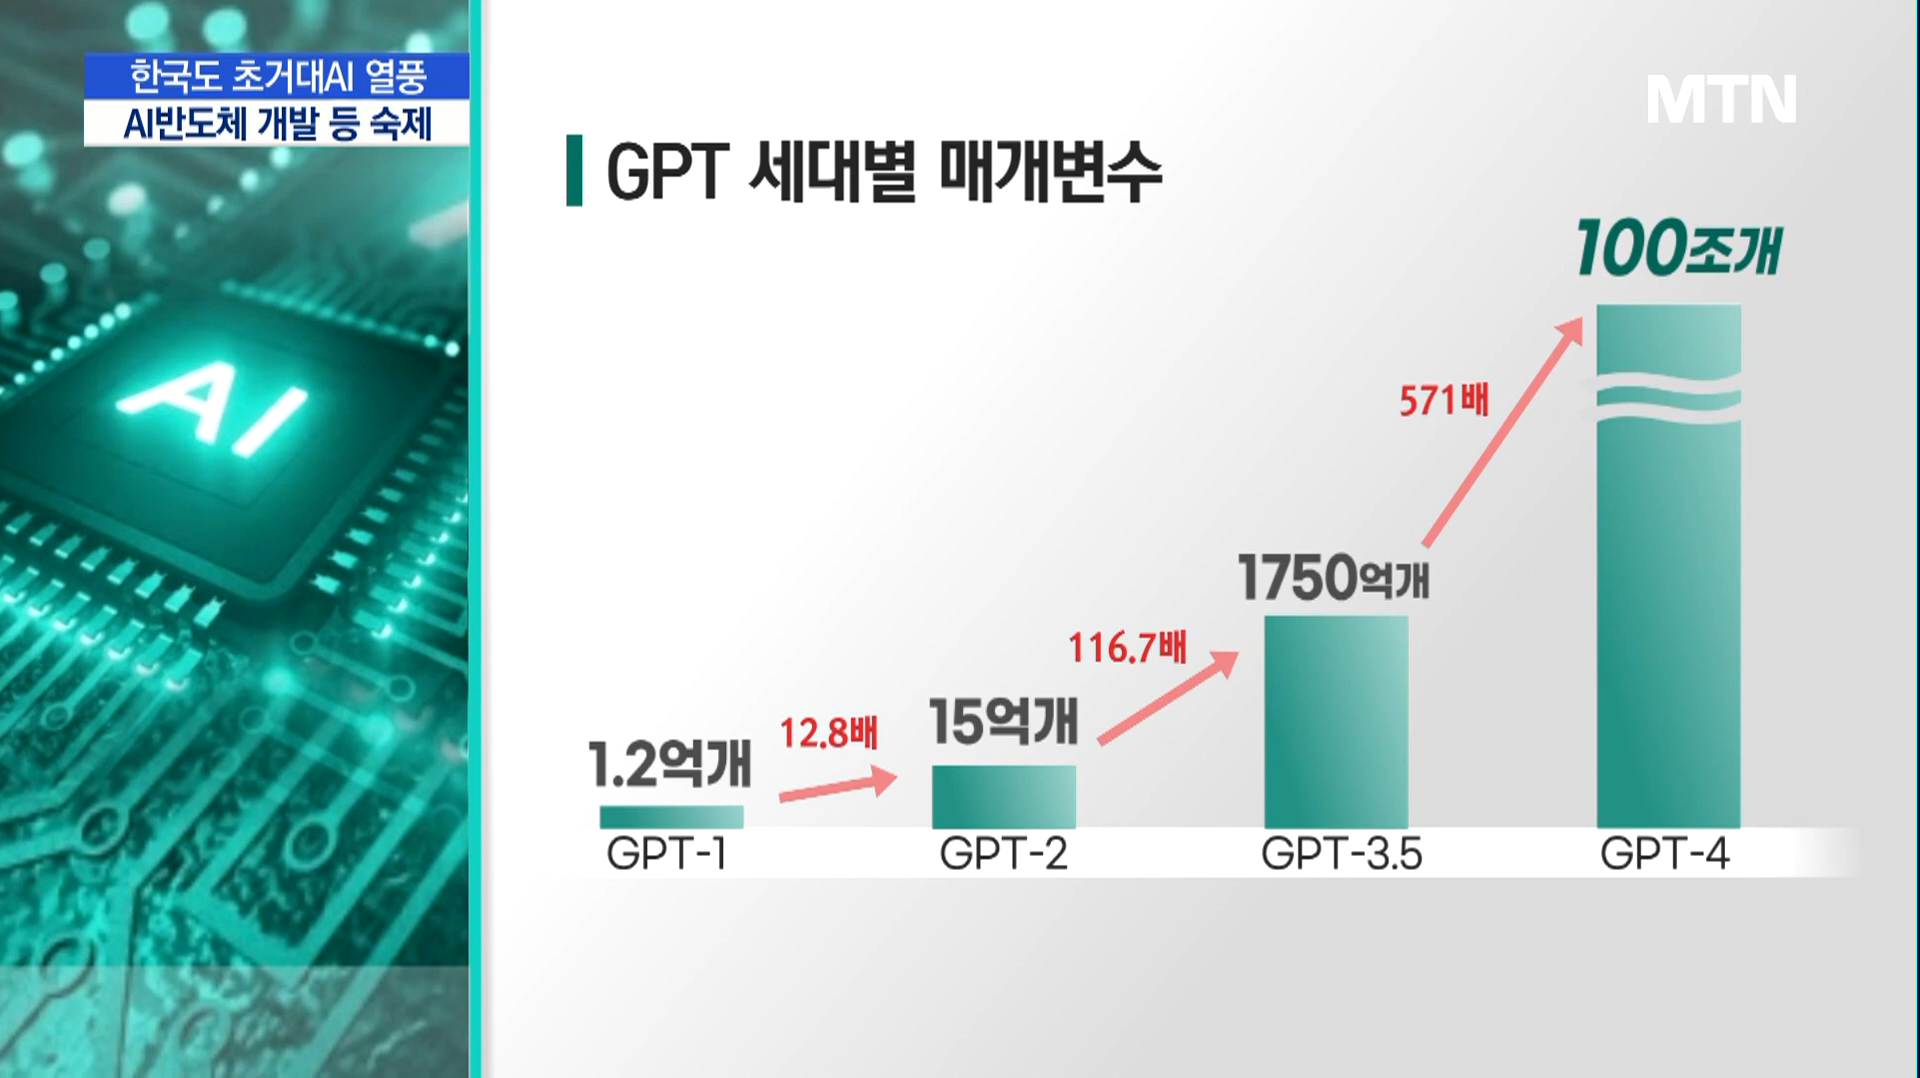 한국도 초거대AI 열풍
AI반도체 개발 등 숙제
MTN
GPT 세대별 매개변수
100조개
571배
1750억개
116.7배
15억개
12.8배
1.2억개
GPT-1
GPT-2
GPT-3.5
GPT-4
AI